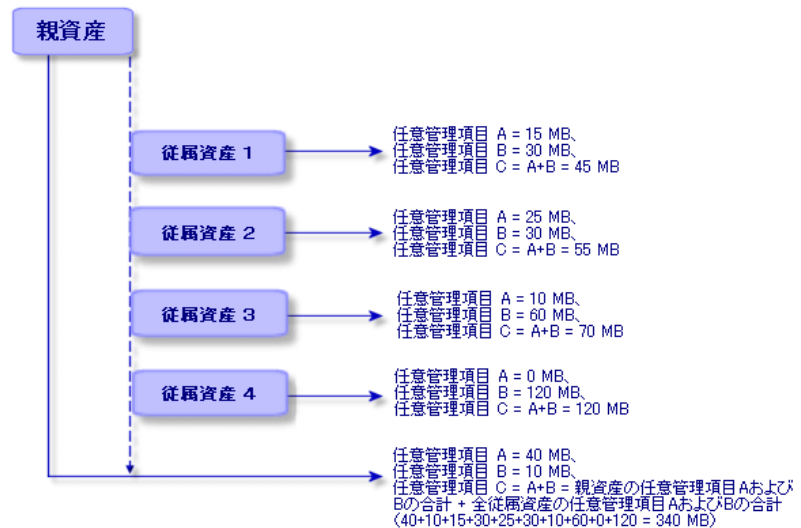 親資産
従属資産 1
任意管理項目 A = 15 MB、
任意管理項目 B = 30 MB、
任意管理項目 C = A+B = 45 MB
従属資産 2
任意管理項目 A = 25 MB、
任意管理項目 B = 30 MB、
任意管理項目 C = A+B = 55 MB
従属資産 3
任意管理項目 A = 10 MB、
任意管理項目 B = 60 MB、
任意管理項目 C = A+B = 70 MB
従属資産 4
任意管理項目 A = 0 MB、
任意管理項目 B = 120 MB、
任意管理項目 C = A+B = 120 MB
任意管理項目 A = 40 MB、
任意管理項目 B = 10 MB、
任意管理項目 C = A+B = 親資産の任意管理項目Aおよび
Bの合計 + 全従属資産の任意管理項目AおよびBの合計
(40+10+15+30+25+30+10+60+0+120 = 340 MB)